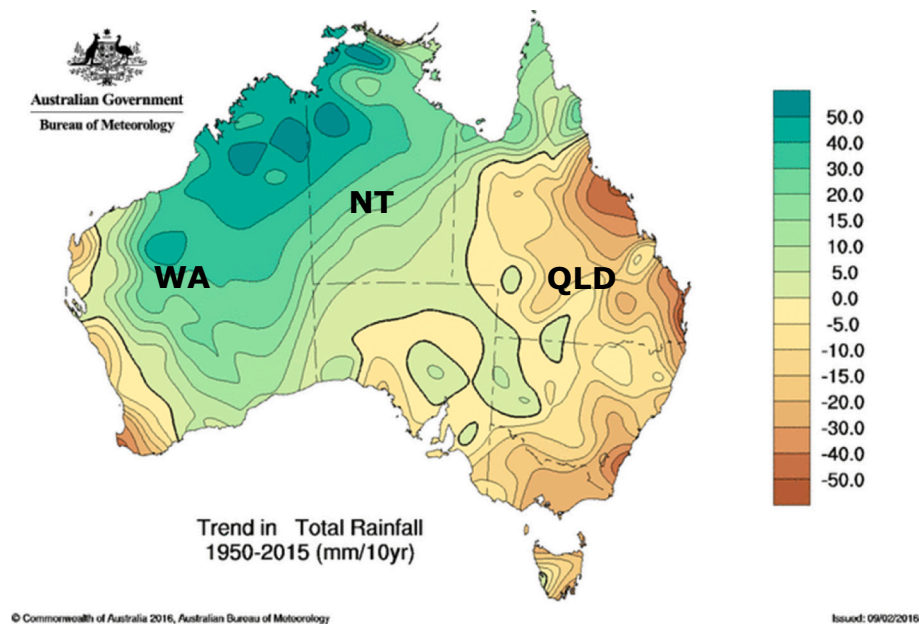 Australian Government
Bureau of Meteorology
NT
WA
QLD
50.0
40.0
30.0
20.0
15.0
10.0
5.0
0.0
-5.0
-10.0
-15.0
-20.0
-30.0
-40.0
-50.0
Trend in Total Rainfall
1950-2015 (mm/10yr)
© Commonwealth of Australia 2016, Australian Bureau of Meteorology
Issued: 09/02/2016